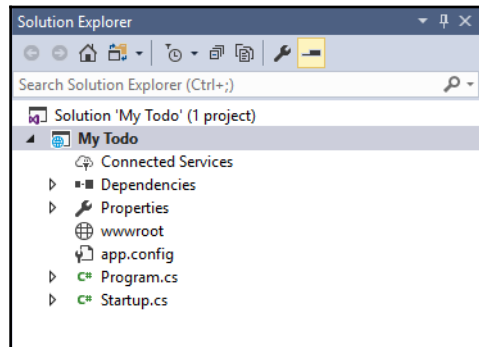 Solution Explorer
Search Solution Explorer (Ctrl+;)
Solution 'My Todo' (1 project)
My Todo
Connected Services
Dependencies
Properties
wwwroot
app.config
C# Program.cs
C# Startup.cs